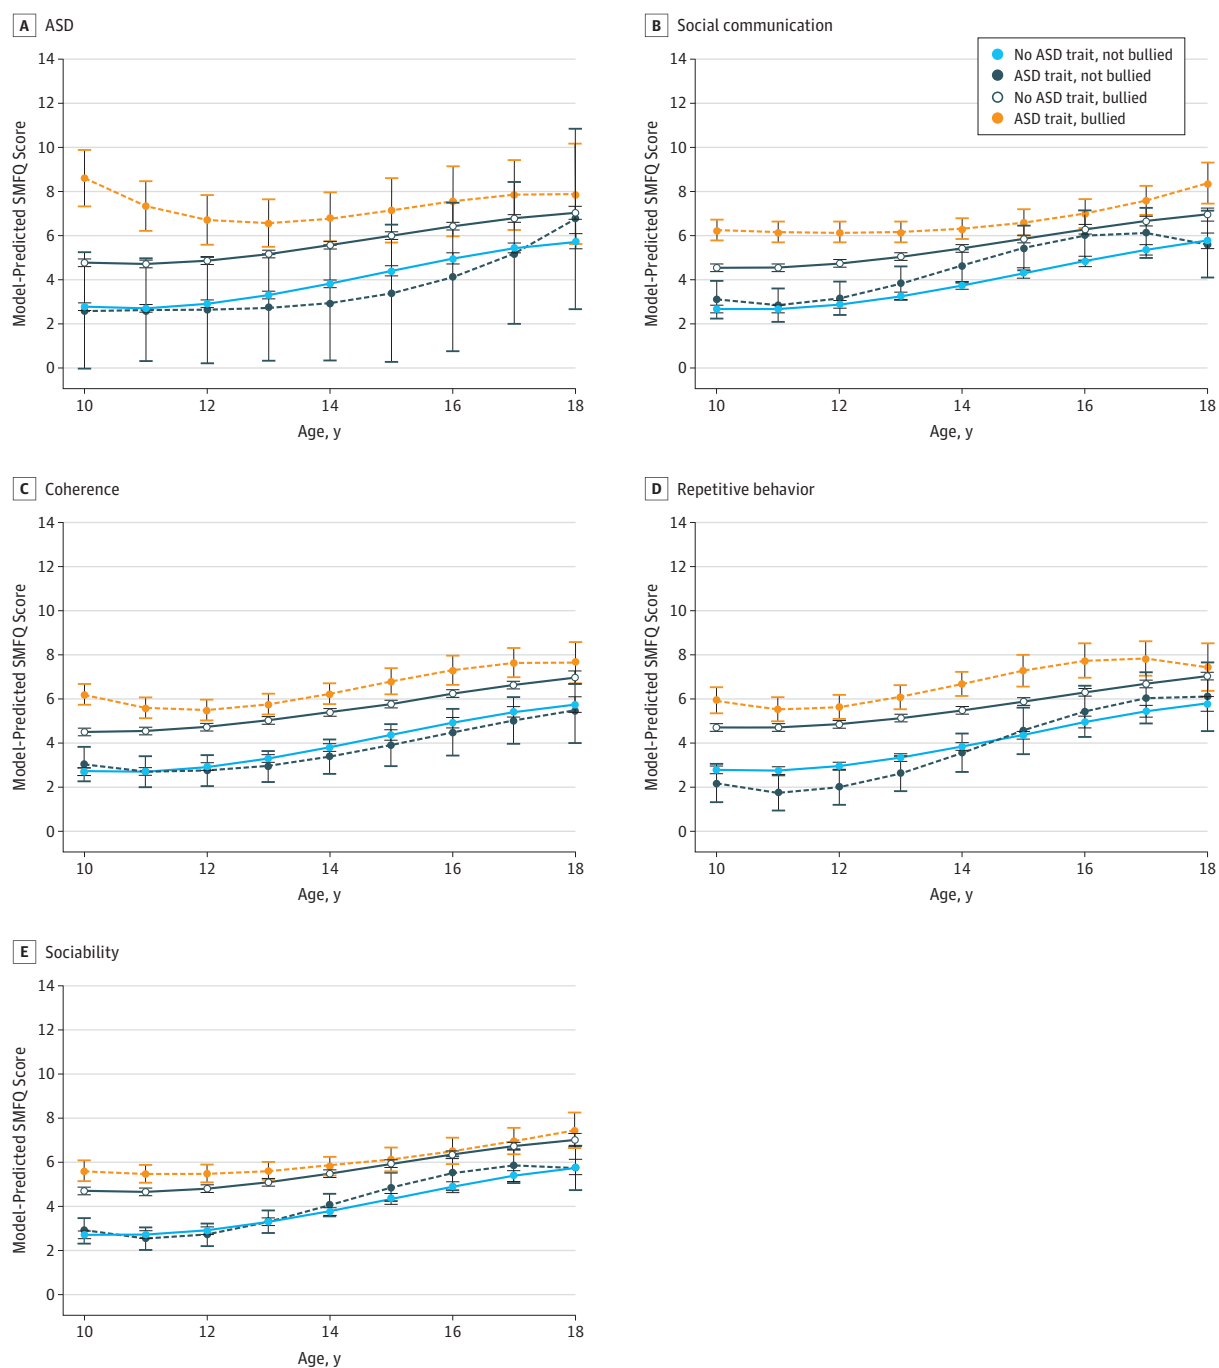 A ASD
Model-Predicted SMFQ Score
14
12
10
8
6
4
2
0
10 12 14 16 18
Age, y
B Social communication
No ASD trait, not bullied
ASD trait, not bullied
No ASD trait, bullied
ASD trait, bullied
Model-Predicted SMFQ Score
14
12
10
8
6
4
2
0
10 12 14 16 18
Age, y
C Coherence
Model-Predicted SMFQ Score
14
12
10
8
6
4
2
0
10 12 14 16 18
Age, y
D Repetitive behavior
Model-Predicted SMFQ Score
14
12
10
8
6
4
2
0
10 12 14 16 18
Age, y
E Sociability
Model-Predicted SMFQ Score
14
12
10
8
6
4
2
0
10 12 14 16 18
Age, y